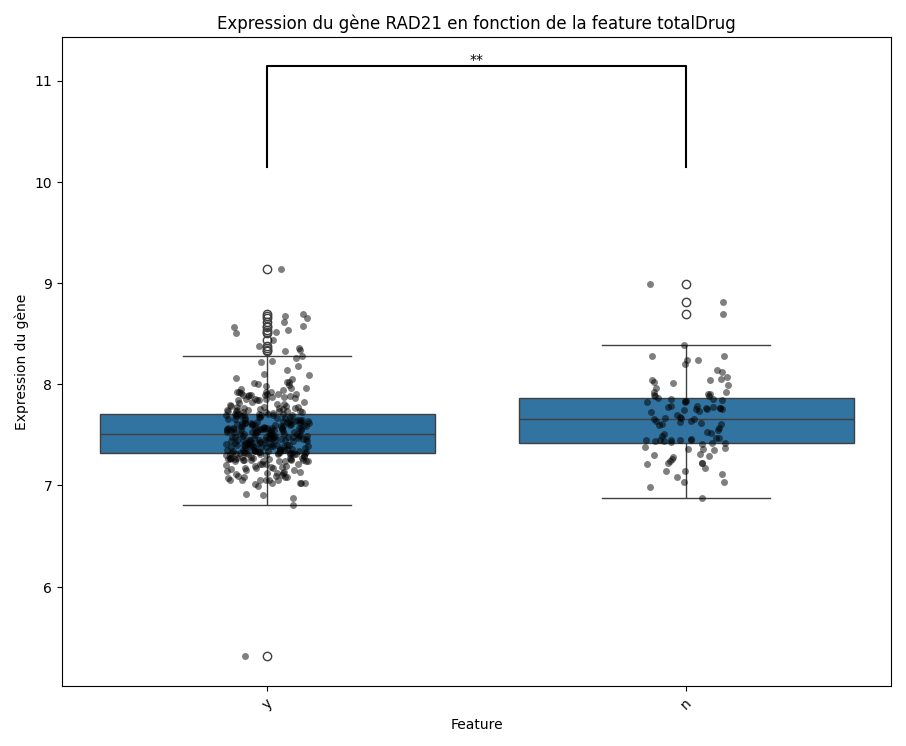 Expression du gène RAD21 en fonction de la feature totalDrug
**
11
10
9
8
7
6
Expression du gène
y
n
Feature